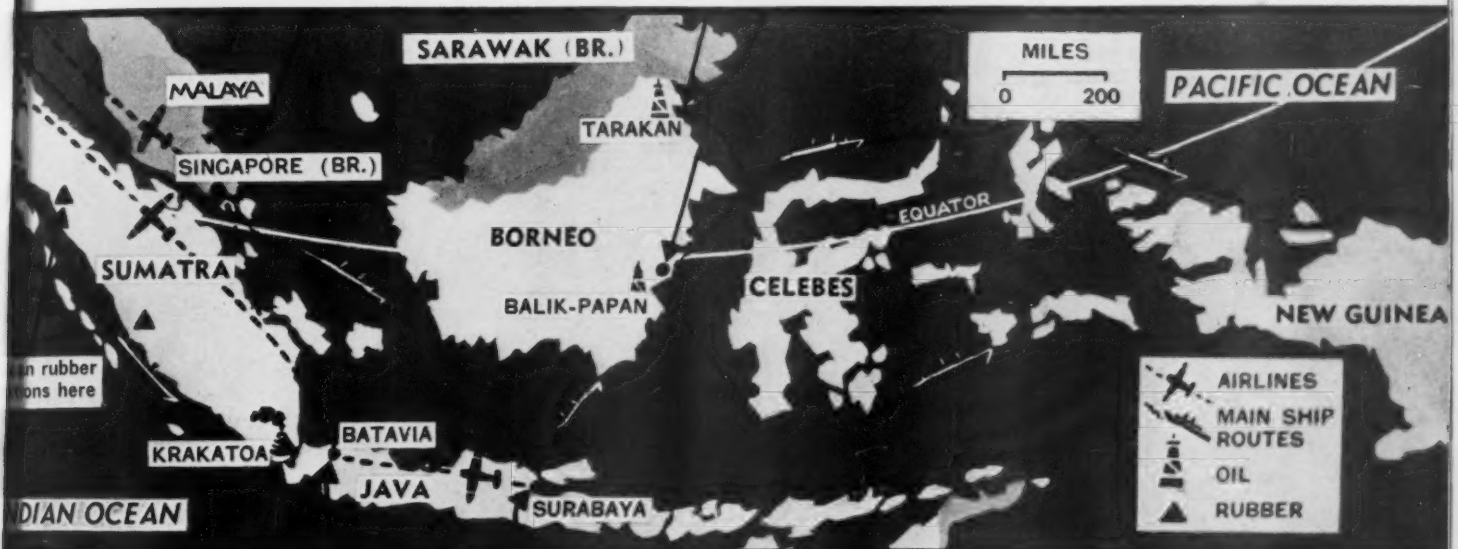 SARAWAK (BR.)
MILES
0 200
PACIFIC OCEAN
MALAYA
TARAKAN
SINGAPORE (BR.)
EQUATOR
BORNEO
SUMATRA
CELEBES
BALIK-PAPAN
NEW GUINEA
rubber
here
AIRLINES
MAIN SHIP
ROUTES
OIL
RUBBER
BATAVIA
KRAKATOA
JAVA
SURABAYA
OCEAN